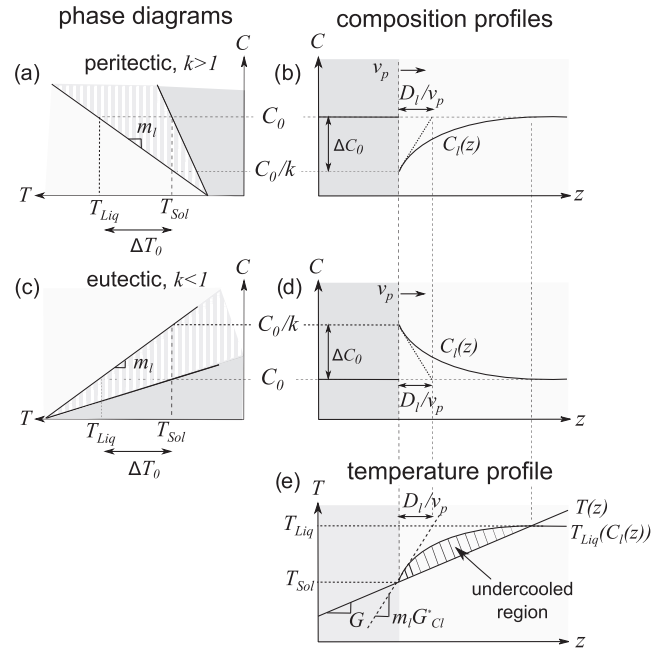 phase diagrams
composition profiles
(a)
peritectic, k>1
C
m_l
C_0
C_0/k
T
T_Liq
T_Sol
ΔT_0
(b)
C
v_p
D_l/v_p
ΔC_0
C_l(z)
z
(c)
eutectic, k<1
C
m_l
C_0/k
C_0
T
T_Liq
T_Sol
ΔT_0
(d)
C
v_p
C_l(z)
ΔC_0
D_l/v_p
z
temperature profile
(e)
T
D_l/v_p
T(z)
T_Liq
T_Liq(C_l(z))
T_Sol
undercooled
region
G
m_lG*_Cl
z